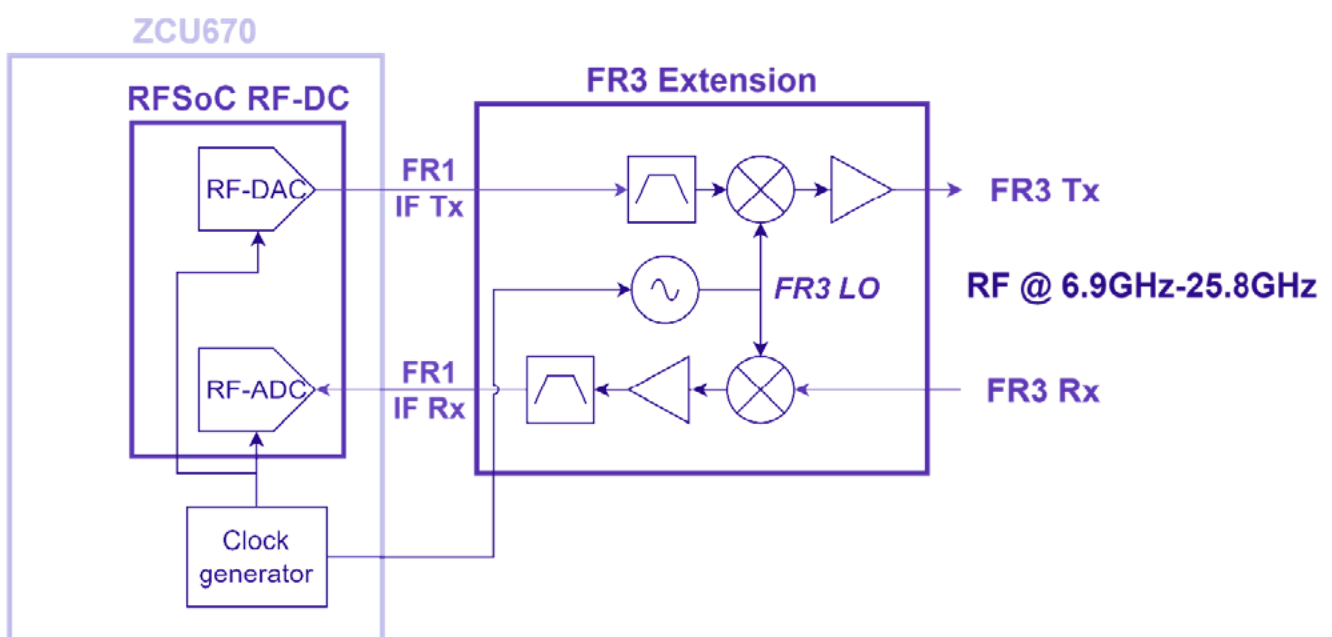 ZCU670
RFSoC RF-DC
FR3 Extension
RF-DAC
FR1
IF Tx
FR3 Tx
FR3 LO
RF @ 6.9GHz-25.8GHz
RF-ADC
FR1
IF Rx
FR3 Rx
Clock
generator